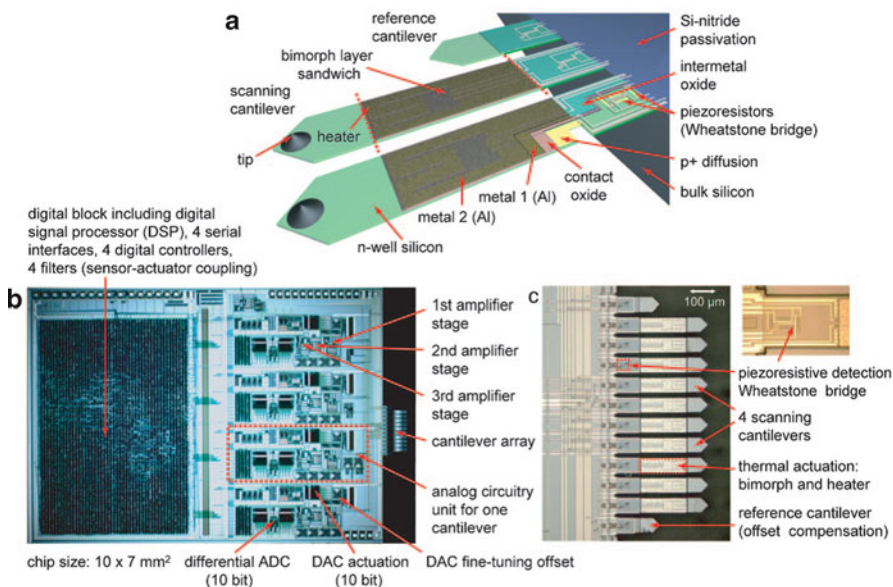 a
reference
cantilever
bimorph layer
sandwich
scanning
cantilever
heater
tip
Si-nitride
passivation
intermetal
oxide
piezoresistors
(Wheatstone bridge)
p+ diffusion
contact
oxide
metal 1 (Al)
metal 2 (Al)
bulk silicon
n-well silicon
digital block including digital
signal processor (DSP), 4 serial
interfaces, 4 digital controllers,
4 filters (sensor-actuator coupling)
b
1st amplifier
stage
2nd amplifier
stage
3rd amplifier
stage
cantilever array
analog circuitry
unit for one
cantilever
chip size: 10 x 7 mm²
differential ADC
(10 bit)
DAC actuation
(10 bit)
DAC fine-tuning offset
c
100 µm
piezoresistive detection
Wheatstone bridge
4 scanning
cantilevers
thermal actuation:
bimorph and heater
reference cantilever
(offset compensation)